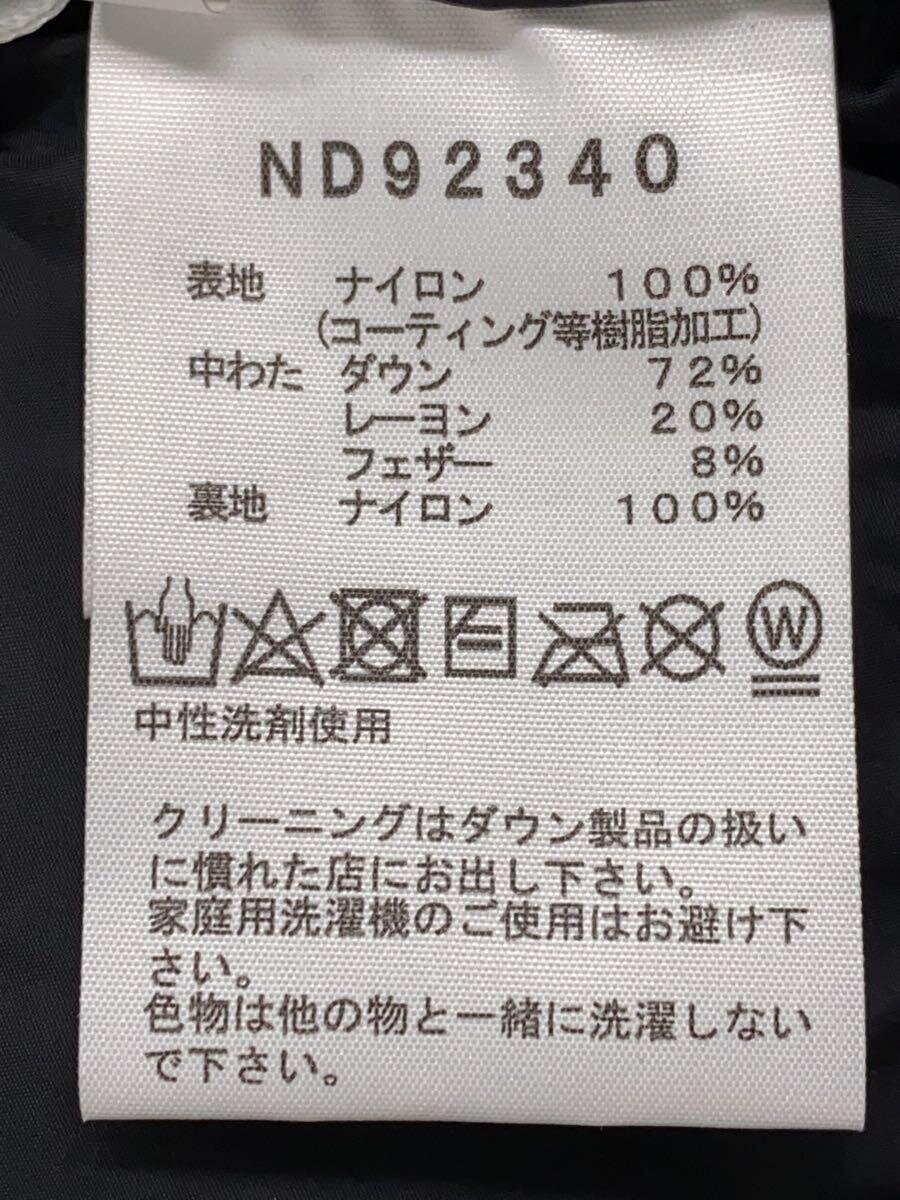 ND92340
表地 ナイロン 100%
(コーティング等樹脂加工)
中わた ダウン 72%
レーヨン 20%
フェザー 8%
裏地 ナイロン 100%
W
中性洗剤使用
クリーニングはダウン製品の扱い
に慣れた店にお出し下さい。
家庭用洗濯機のご使用はお避け下
さい。
色物は他の物と一緒に洗濯しない
で下さい。